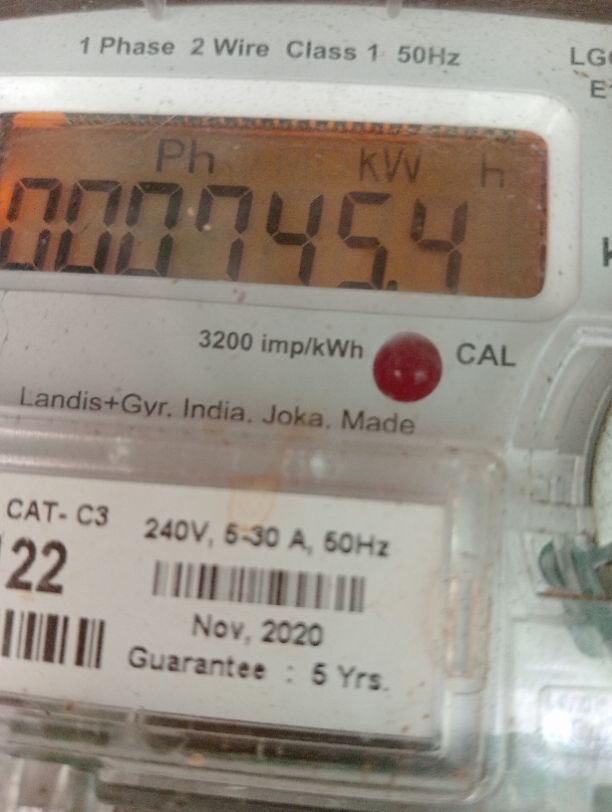 1 Phase 2 Wire Class 1 50Hz
Ph kW h
000745.4
3200 imp/kWh CAL
Landis+Gyr. India. Joka. Made
CAT- C3
240V, 5-30 A, 50Hz
22
Nov, 2020
Guarantee : 5 Yrs.